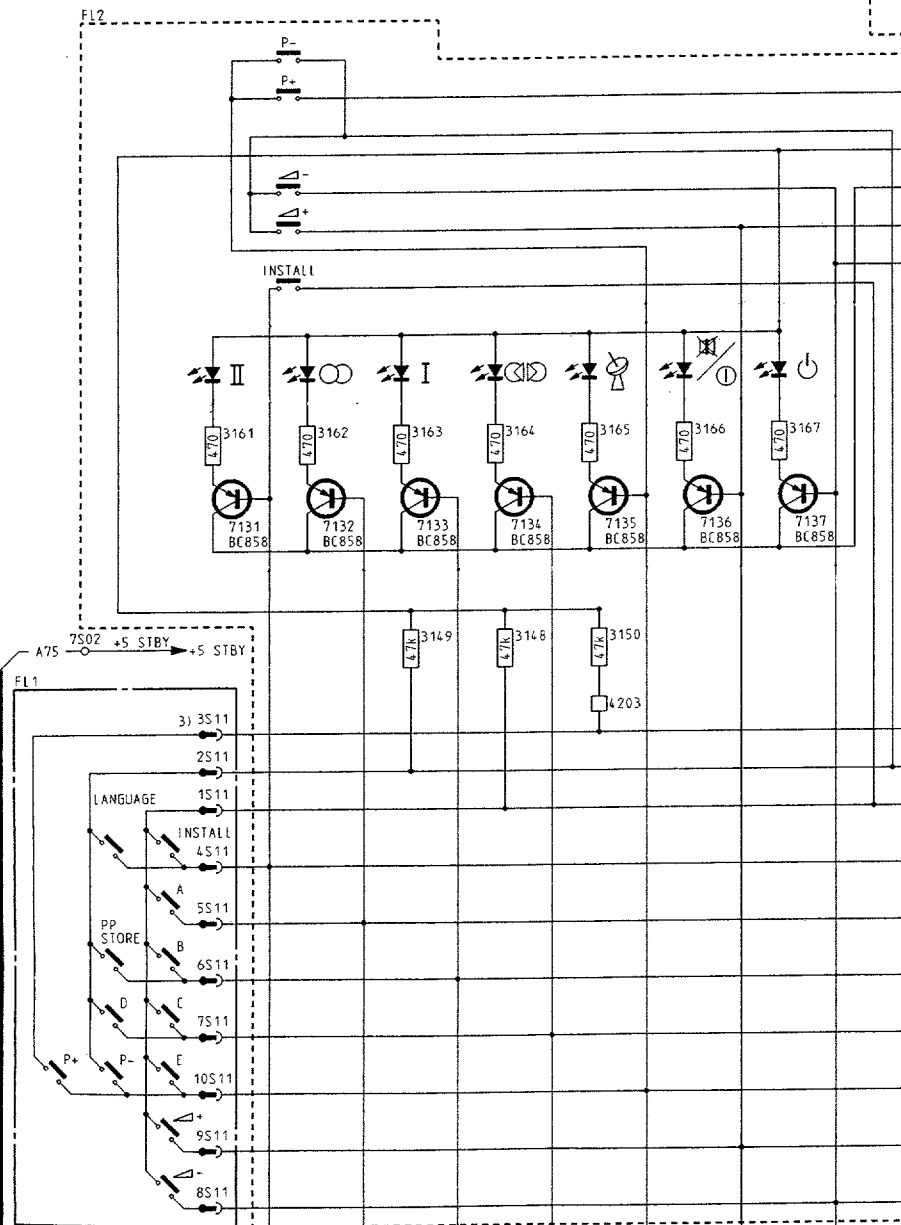 FL2
P-
P+
-
+
INSTALL
II
I
3161
3162
3163
3164
3165
3166
3167
470
470
470
470
470
470
470
7131
BC858
7132
BC858
7133
BC858
7134
BC858
7135
BC858
7136
BC858
7137
BC858
3149
3148
3150
47k
47k
47k
4203
A75
7S02
+5 STBY
+5 STBY
FL1
3) 3S11
2S11
LANGUAGE
1S11
INSTALL
4S11
A
5S11
PP
STORE
B
6S11
D
C
7S11
P+
P-
E
10S11
+
9S11
-
8S11